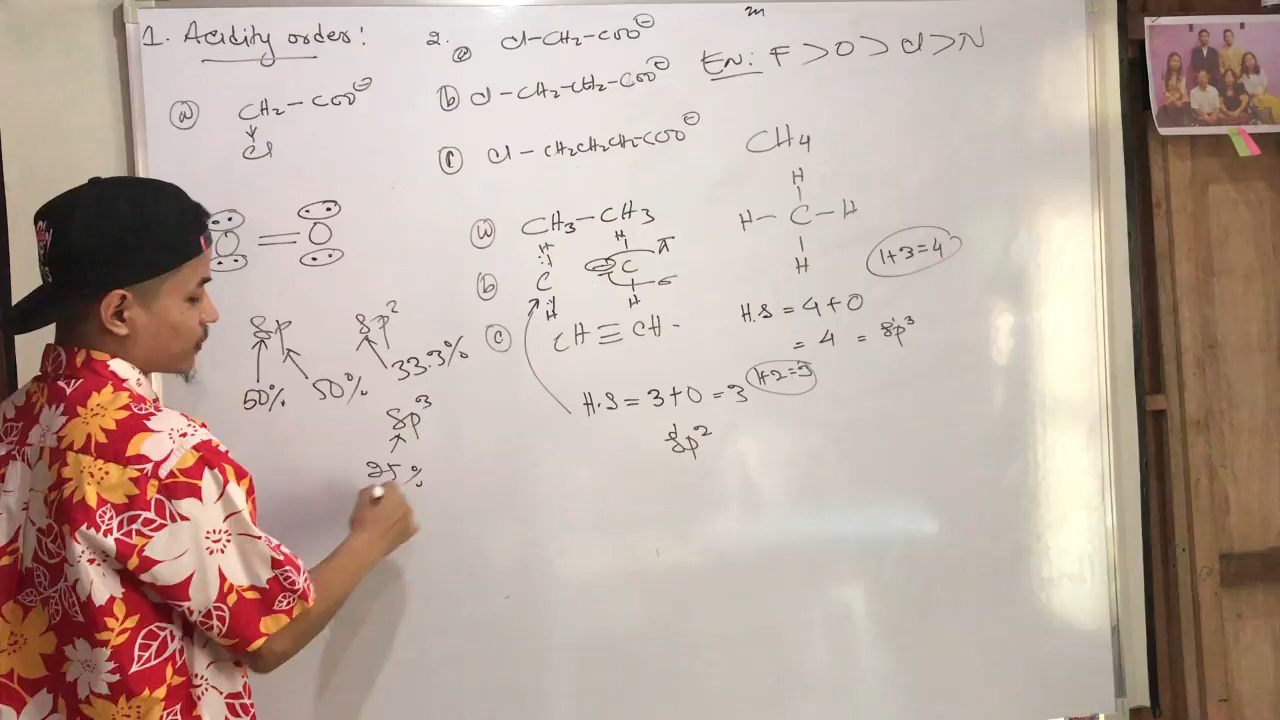 1. Acidity order!
(a) CH2 — COO⊖
Cl
2.
(a) Cl-CH2-COO⊖
(b) Cl-CH2-CH2-COO⊖
(c) Cl-CH2CH2CH2-COO⊖
EN: F > O > Cl > N
O = O
(a) CH3-CH3
(b) H
C
H
H
C
H
π
σ
(c) CH≡CH
CH4
H
H-C-H
H
1+3=4
H.S = 4+0
= 4 = sp3
H.S = 3+0 = 3
1+2=3
sp2
sp
50%
50%
sp2
33.3%
sp3
25%